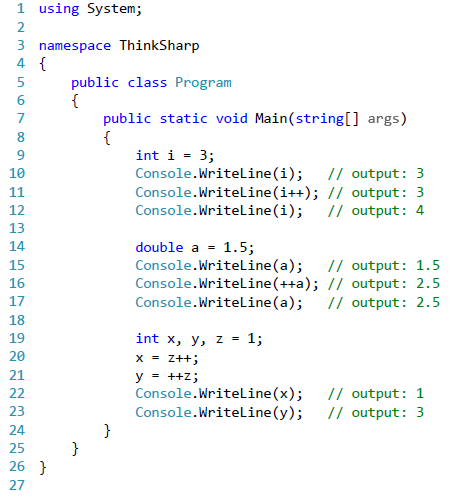 1 using System;
2
3 namespace ThinkSharp
4 {
5     public class Program
6     {
7         public static void Main(string[] args)
8         {
9             int i = 3;
10             Console.WriteLine(i);   // output: 3
11             Console.WriteLine(i++); // output: 3
12             Console.WriteLine(i);   // output: 4
13
14             double a = 1.5;
15             Console.WriteLine(a);   // output: 1.5
16             Console.WriteLine(++a); // output: 2.5
17             Console.WriteLine(a);   // output: 2.5
18
19             int x, y, z = 1;
20             x = z++;
21             y = ++z;
22             Console.WriteLine(x);   // output: 1
23             Console.WriteLine(y);   // output: 3
24         }
25     }
26 }
27